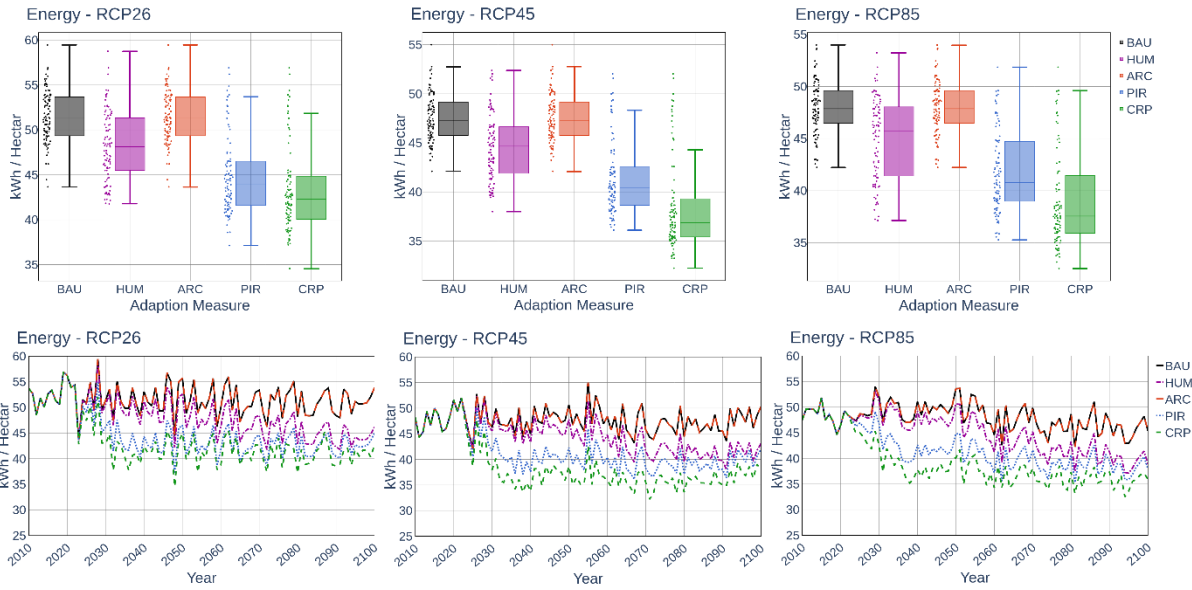 Energy - RCP26
Energy - RCP45
Energy - RCP85
kWh / Hectar
60
55
50
45
40
35
BAU HUM ARC PIR CRP
Adaption Measure
kWh / Hectar
55
50
45
40
35
BAU HUM ARC PIR CRP
Adaption Measure
kWh / Hectar
55
50
45
40
35
BAU HUM ARC PIR CRP
Adaption Measure
BAU
HUM
ARC
PIR
CRP
Energy - RCP26
Energy - RCP45
Energy - RCP85
kWh / Hectar
60
55
50
45
40
35
30
25
2010 2020 2030 2040 2050 2060 2070 2080 2090 2100
Year
kWh / Hectar
60
55
50
45
40
35
30
25
2010 2020 2030 2040 2050 2060 2070 2080 2090 2100
Year
kWh / Hectar
60
55
50
45
40
35
30
25
2010 2020 2030 2040 2050 2060 2070 2080 2090 2100
Year
BAU
HUM
ARC
PIR
CRP